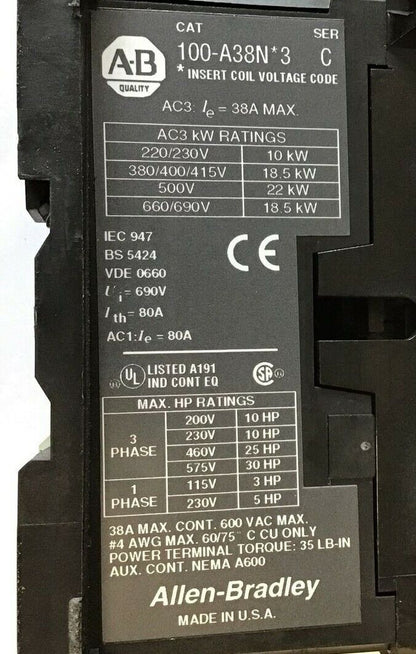 CAT SER
A-B
QUALITY
100-A38N*3 C
* INSERT COIL VOLTAGE CODE
AC3: Ie = 38A MAX.
AC3 kW RATINGS
220/230V 10 kW
380/400/415V 18.5 kW
500V 22 kW
660/690V 18.5 kW
IEC 947
BS 5424
VDE 0660
Ui = 690V
Ith = 80A
AC1: Ie = 80A
CE
UL LISTED A191
IND CONT EQ
SA
MAX. HP RATINGS
3 PHASE
200V 10 HP
230V 10 HP
460V 25 HP
575V 30 HP
1 PHASE
115V 3 HP
230V 5 HP
38A MAX. CONT. 600 VAC MAX.
#4 AWG MAX. 60/75° C CU ONLY
POWER TERMINAL TORQUE: 35 LB-IN
AUX. CONT. NEMA A600
Allen-Bradley
MADE IN U.S.A.